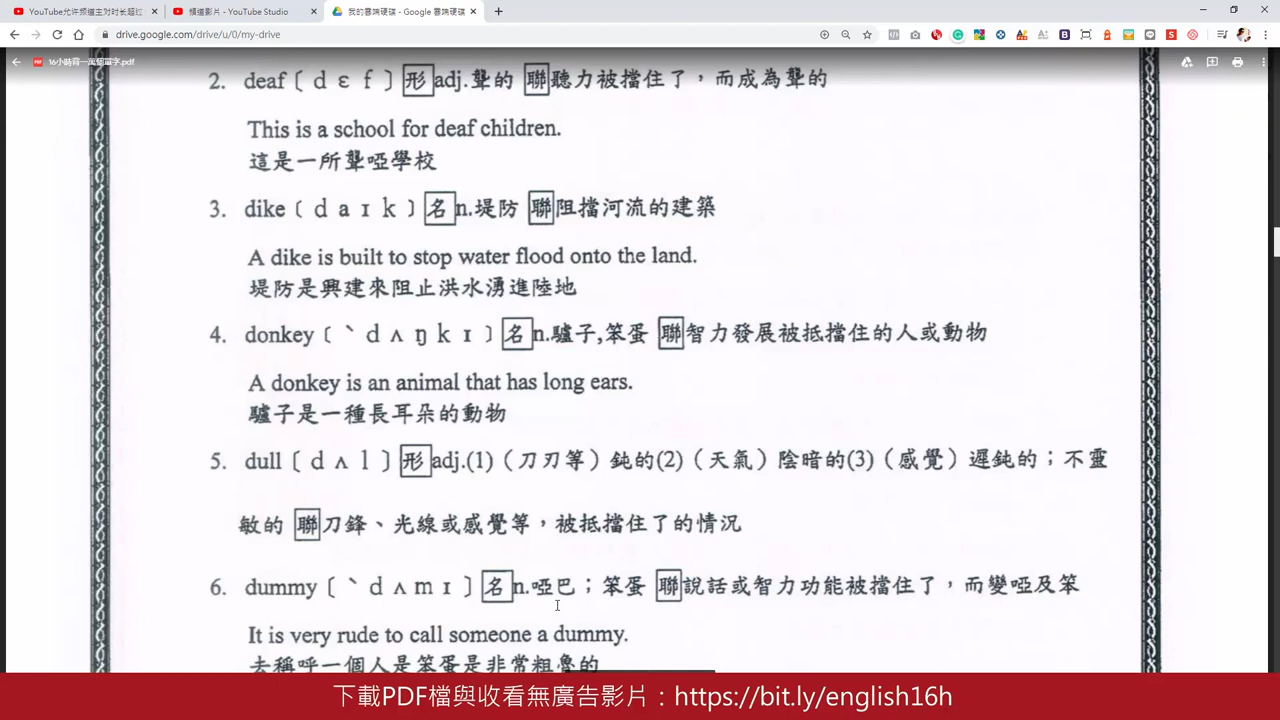 YouTube允许频道主对时长超红
頻道影片 - YouTube Studio
我的雲端硬碟 - Google 雲端硬碟
drive.google.com/drive/u/0/my-drive
16小時背一萬個單字.pdf
2. deaf〔 d ɛ f 〕形adj.聾的 聯聽力被擋住了，而成為聾的
This is a school for deaf children.
這是一所聾啞學校
3. dike〔 d a ɪ k 〕名n.堤防 聯阻擋河流的建築
A dike is built to stop water flood onto the land.
堤防是興建來阻止洪水湧進陸地
4. donkey〔 ˋ d ʌ ŋ k ɪ 〕名n.驢子,笨蛋 聯智力發展被抵擋住的人或動物
A donkey is an animal that has long ears.
驢子是一種長耳朵的動物
5. dull〔 d ʌ l 〕形adj.(1)（刀刃等）鈍的(2)（天氣）陰暗的(3)（感覺）遲鈍的；不靈
敏的 聯刀鋒、光線或感覺等，被抵擋住了的情況
6. dummy〔 ˋ d ʌ m ɪ 〕名n.啞巴；笨蛋 聯說話或智力功能被擋住了，而變啞及笨
It is very rude to call someone a dummy.
去稱呼一個人是笨蛋是非常粗魯的
下載PDF檔與收看無廣告影片：https://bit.ly/english16h